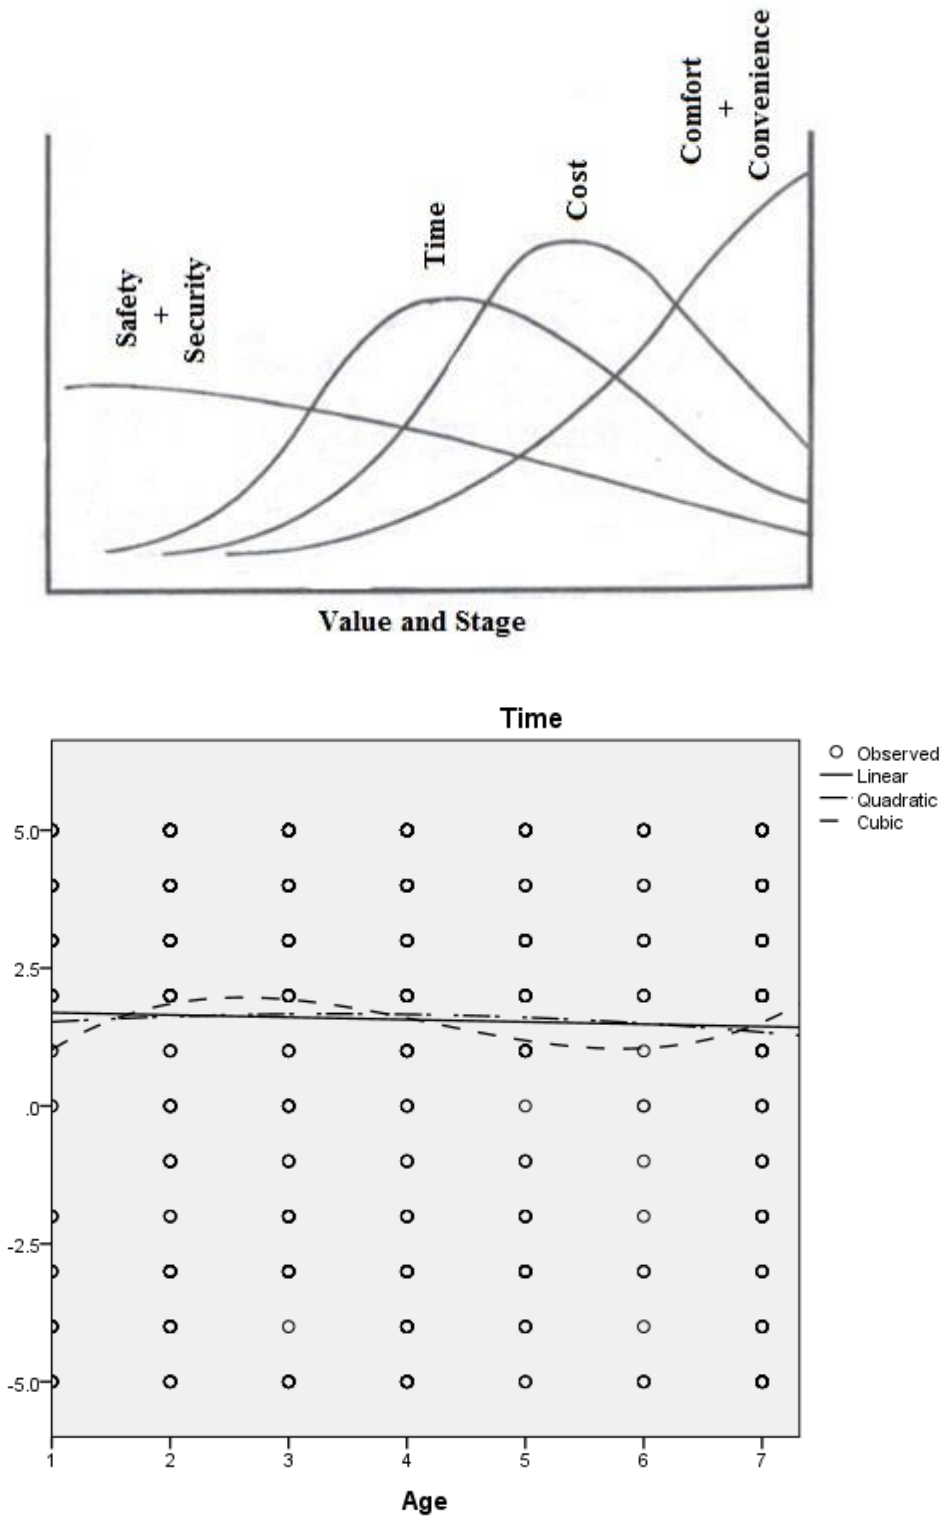 Safety
+
Security
Time
Cost
Comfort
+
Convenience
Value and Stage
Time
Observed
Linear
Quadratic
Cubic
5.0
2.5
.0
-2.5
-5.0
1 2 3 4 5 6 7
Age